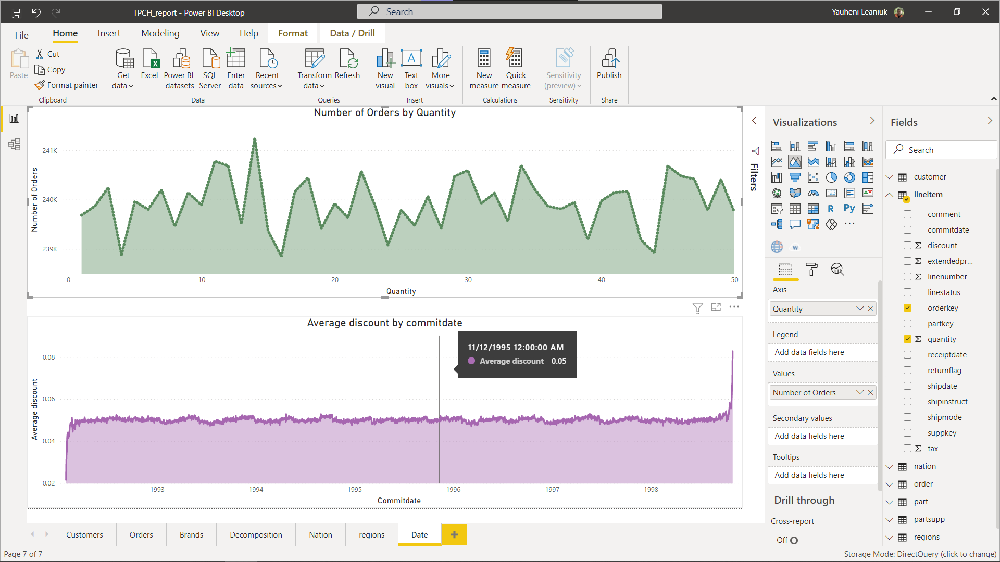 TPCH_report - Power BI Desktop
Search
Yauheni Leaniuk
File
Home
Insert
Modeling
View
Help
Format
Data / Drill
Paste
Cut
Copy
Format painter
Clipboard
Get data
Excel
Power BI datasets
SQL Server
Enter data
Recent sources
Data
Transform data
Refresh
Queries
New visual
Text box
More visuals
Insert
New measure
Quick measure
Calculations
Sensitivity (preview)
Sensitivity
Publish
Share
Number of Orders by Quantity
Number of Orders
241K
240K
239K
0 10 20 30 40 50
Quantity
Average discount by commitdate
11/12/1995 12:00:00 AM
Average discount 0.05
Average discount
0.08
0.06
0.04
0.02
1993 1994 1995 1996 1997 1998
Commitdate
Filters
Visualizations
123
R
Py
W
Axis
Quantity
Legend
Add data fields here
Values
Number of Orders
Secondary values
Add data fields here
Tooltips
Add data fields here
Drill through
Cross-report
Off
Fields
Search
customer
lineitem
comment
commitdate
Σ discount
Σ extendedpr...
Σ linenumber
linestatus
orderkey
partkey
Σ quantity
receiptdate
returnflag
shipdate
shipinstruct
shipmode
suppkey
Σ tax
nation
order
part
partsupp
regions
Customers
Orders
Brands
Decomposition
Nation
regions
Date
+
Page 7 of 7
Storage Mode: DirectQuery (click to change)